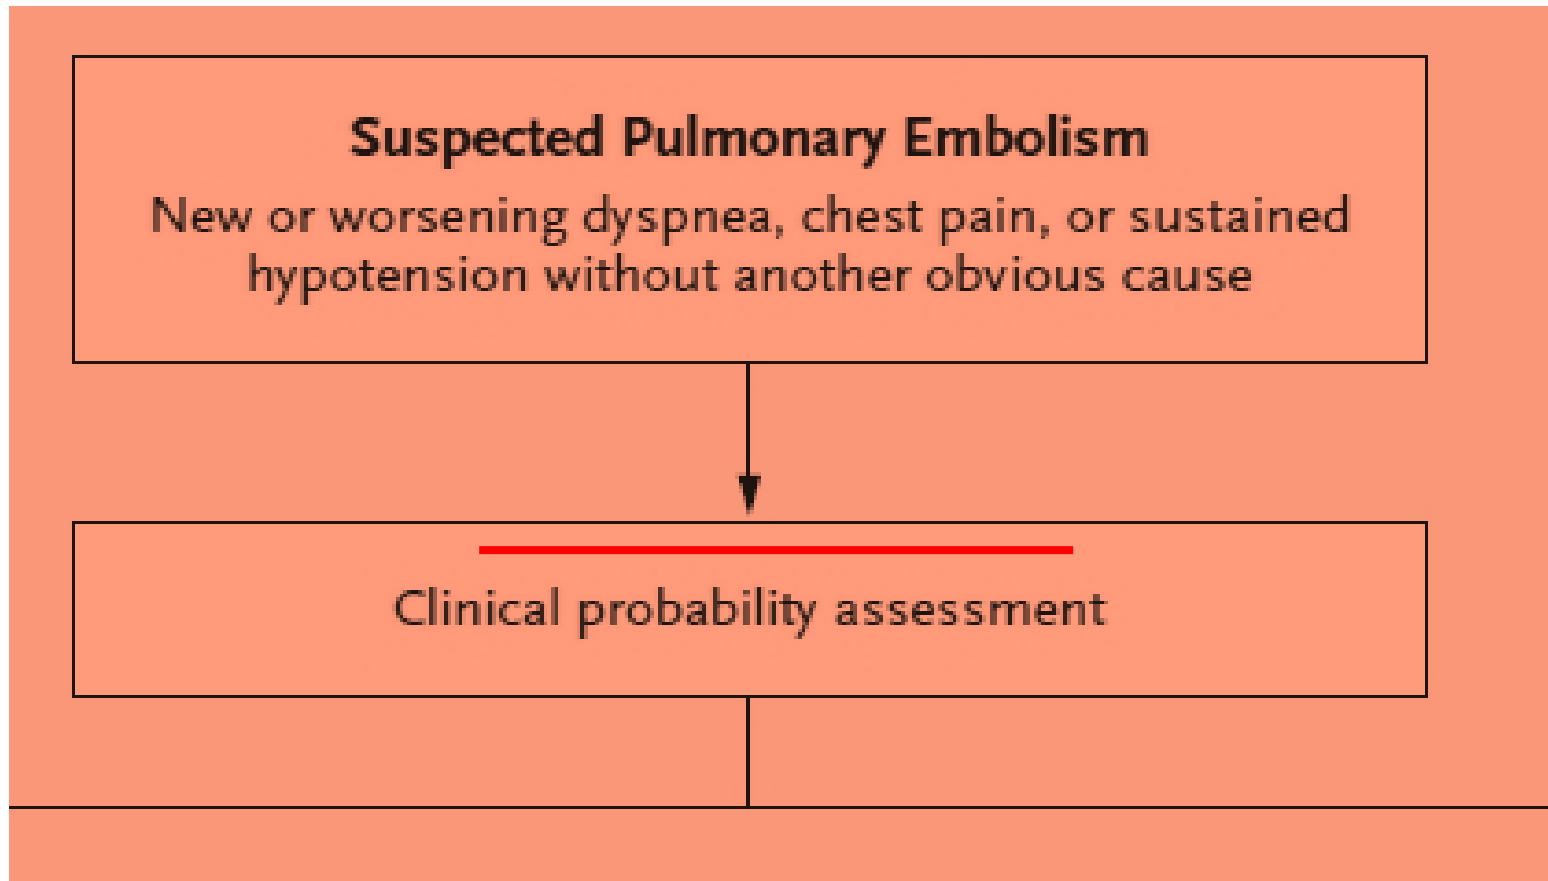 Suspected Pulmonary Embolism
New or worsening dyspnea, chest pain, or sustained
hypotension without another obvious cause
Clinical probability assessment